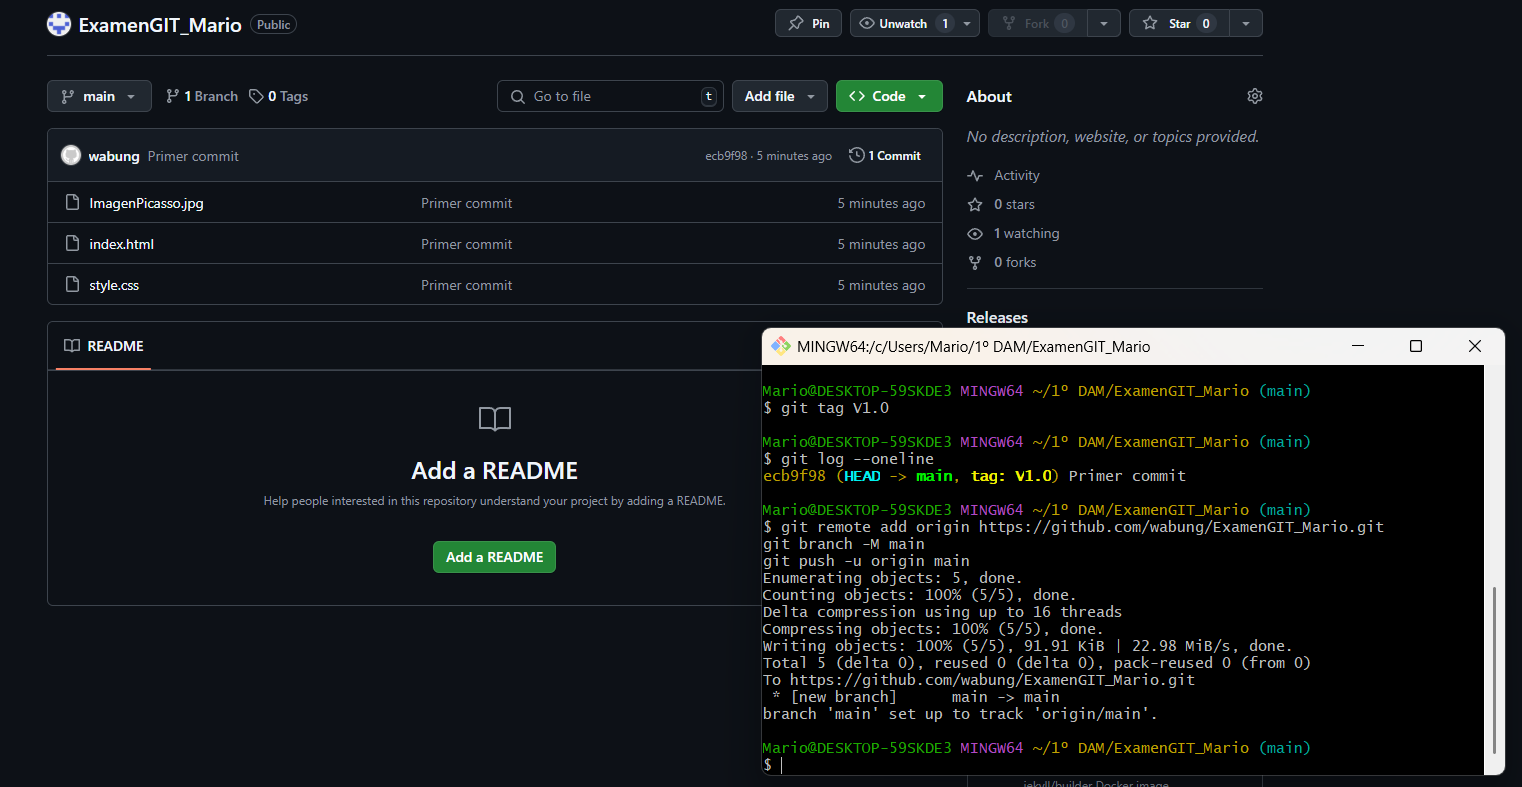 ExamenGIT_Mario Public
Pin
Unwatch 1
Fork 0
Star 0
main
1 Branch
0 Tags
Go to file t
Add file
Code
wabung Primer commit ecb9f98 · 5 minutes ago 1 Commit
ImagenPicasso.jpg Primer commit 5 minutes ago
index.html Primer commit 5 minutes ago
style.css Primer commit 5 minutes ago
README
Add a README
Help people interested in this repository understand your project by adding a README.
Add a README
About
No description, website, or topics provided.
Activity
0 stars
1 watching
0 forks
Releases
MINGW64:/c/Users/Mario/1º DAM/ExamenGIT_Mario
Mario@DESKTOP-59SKDE3 MINGW64 ~/1º DAM/ExamenGIT_Mario (main)
$ git tag V1.0
Mario@DESKTOP-59SKDE3 MINGW64 ~/1º DAM/ExamenGIT_Mario (main)
$ git log --oneline
ecb9f98 (HEAD -> main, tag: V1.0) Primer commit
Mario@DESKTOP-59SKDE3 MINGW64 ~/1º DAM/ExamenGIT_Mario (main)
$ git remote add origin https://github.com/wabung/ExamenGIT_Mario.git
git branch -M main
git push -u origin main
Enumerating objects: 5, done.
Counting objects: 100% (5/5), done.
Delta compression using up to 16 threads
Compressing objects: 100% (5/5), done.
Writing objects: 100% (5/5), 91.91 KiB | 22.98 MiB/s, done.
Total 5 (delta 0), reused 0 (delta 0), pack-reused 0 (from 0)
To https://github.com/wabung/ExamenGIT_Mario.git
 * [new branch]      main -> main
branch 'main' set up to track 'origin/main'.
Mario@DESKTOP-59SKDE3 MINGW64 ~/1º DAM/ExamenGIT_Mario (main)
$
jekyll/builder Docker image